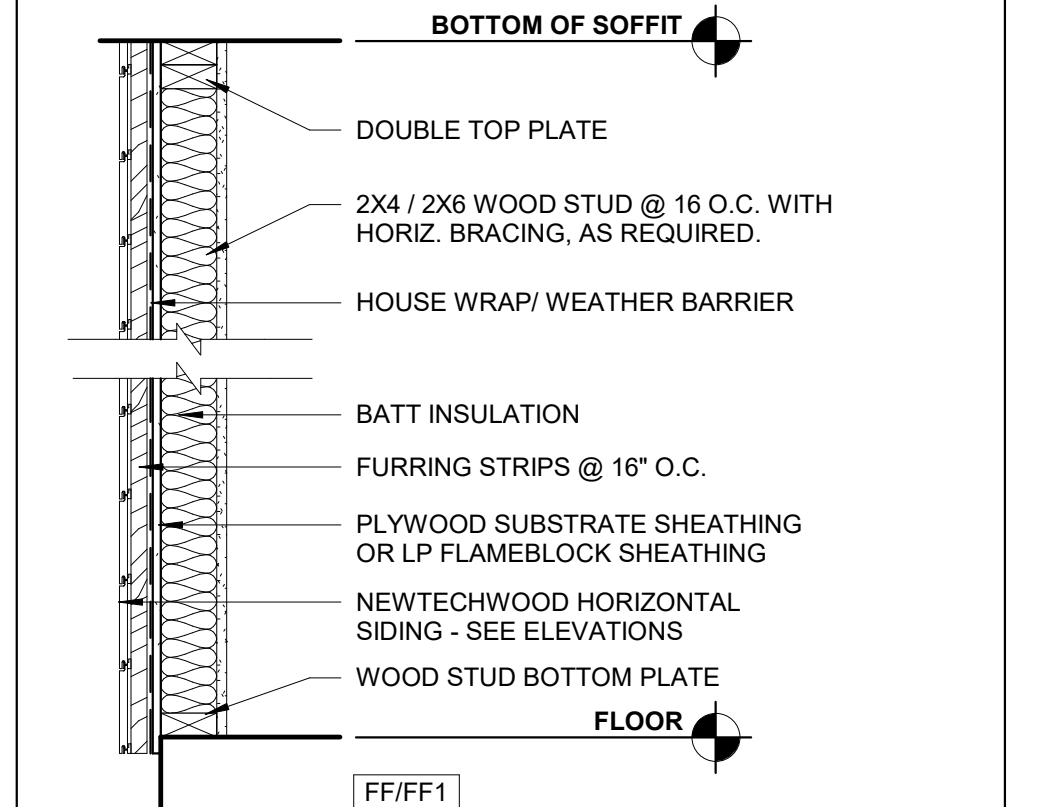 BOTTOM OF SOFFIT
DOUBLE TOP PLATE
2X4 / 2X6 WOOD STUD @ 16 O.C. WITH
HORIZ. BRACING, AS REQUIRED.
HOUSE WRAP/ WEATHER BARRIER
BATT INSULATION
FURRING STRIPS @ 16" O.C.
PLYWOOD SUBSTRATE SHEATHING
OR LP FLAMEBLOCK SHEATHING
NEWTECHWOOD HORIZONTAL
SIDING - SEE ELEVATIONS
WOOD STUD BOTTOM PLATE
FLOOR
FF/FF1